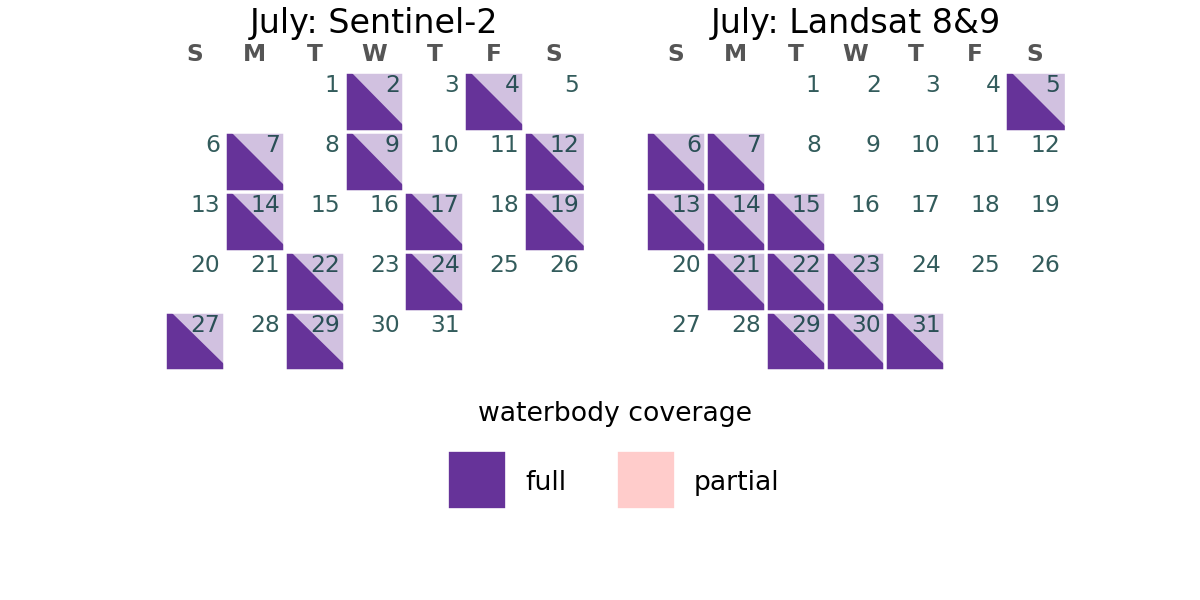 July: Sentinel-2
S M T W T F S
1 2 3 4 5
6 7 8 9 10 11 12
13 14 15 16 17 18 19
20 21 22 23 24 25 26
27 28 29 30 31
July: Landsat 8&9
S M T W T F S
1 2 3 4 5
6 7 8 9 10 11 12
13 14 15 16 17 18 19
20 21 22 23 24 25 26
27 28 29 30 31
waterbody coverage
full partial